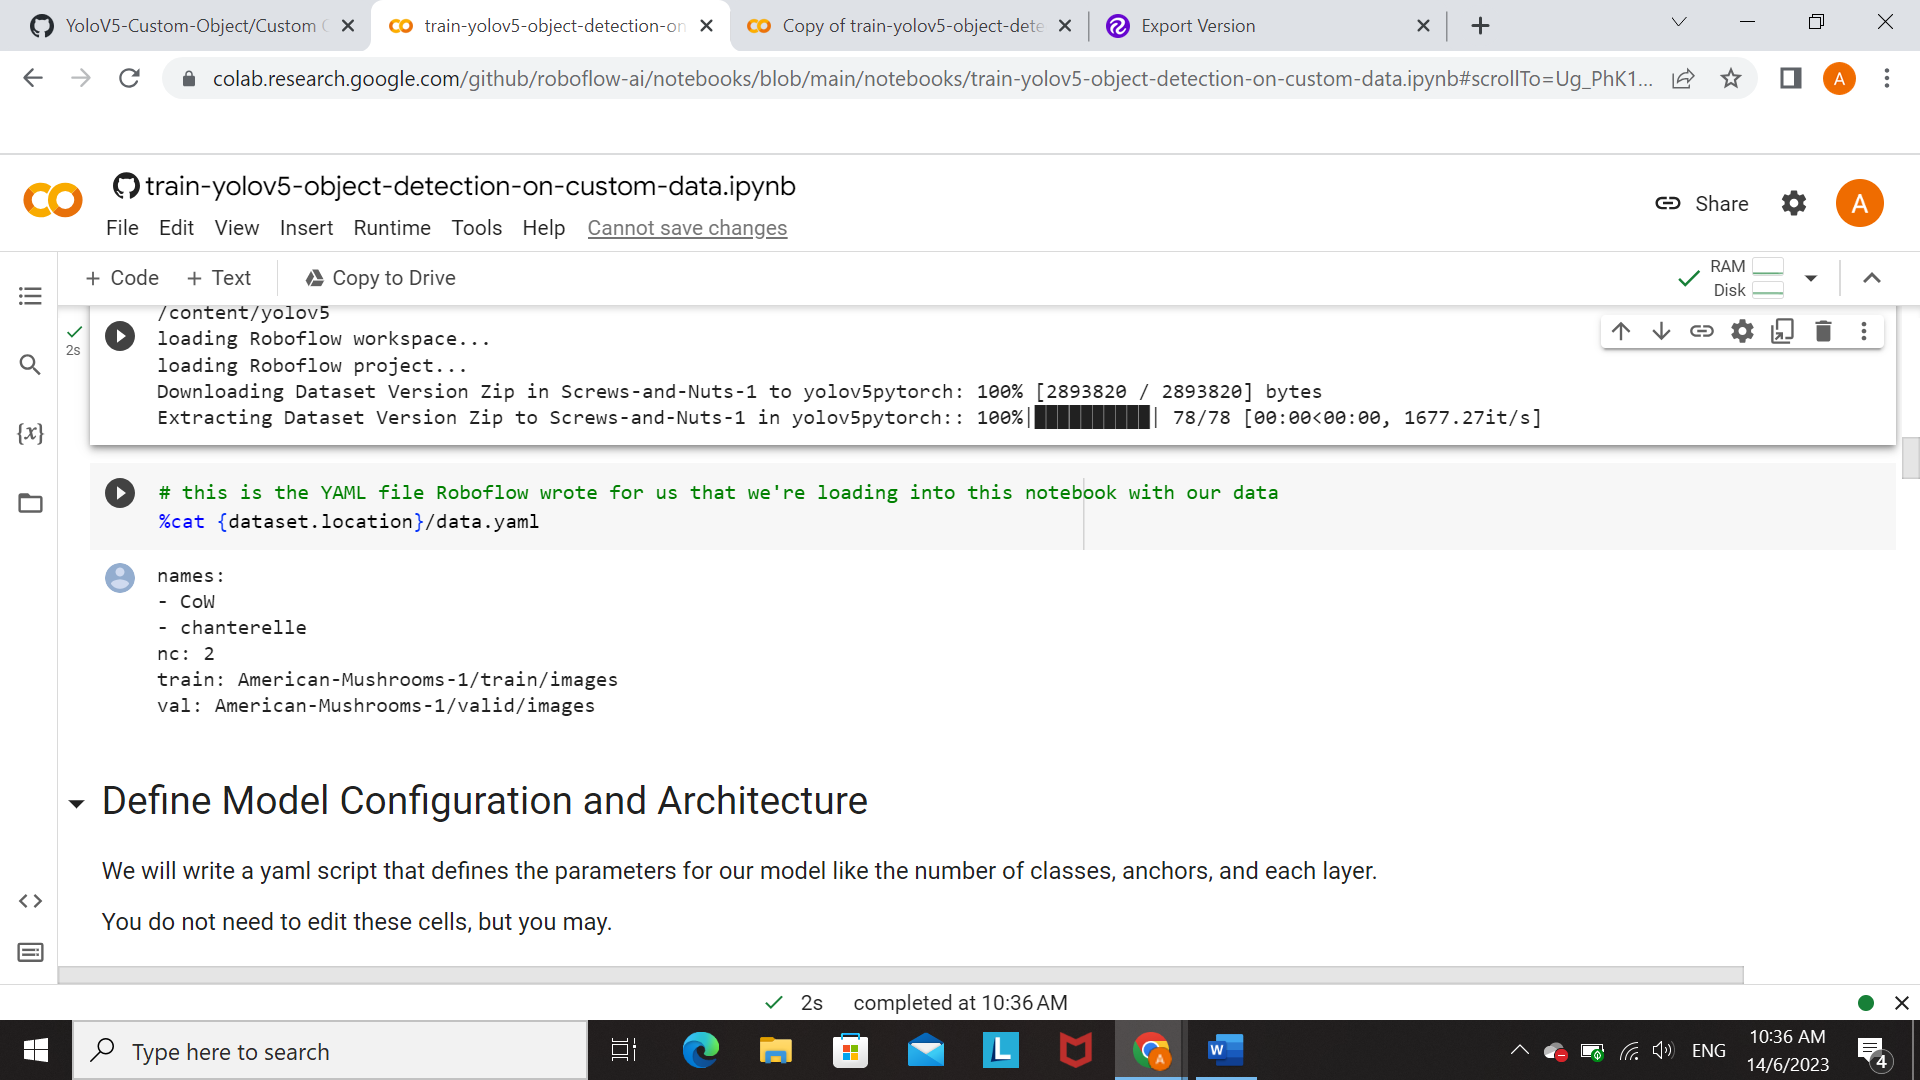 YoloV5-Custom-Object/Custom
train-yolov5-object-detection-on
Copy of train-yolov5-object-dete
Export Version
colab.research.google.com/github/roboflow-ai/notebooks/blob/main/notebooks/train-yolov5-object-detection-on-custom-data.ipynb#scrollTo=Ug_PhK1...
A
train-yolov5-object-detection-on-custom-data.ipynb
File Edit View Insert Runtime Tools Help Cannot save changes
Share
A
+ Code + Text Copy to Drive
RAM
Disk
/content/yolov5
2s
loading Roboflow workspace...
loading Roboflow project...
Downloading Dataset Version Zip in Screws-and-Nuts-1 to yolov5pytorch: 100% [2893820 / 2893820] bytes
Extracting Dataset Version Zip to Screws-and-Nuts-1 in yolov5pytorch:: 100%|██████████| 78/78 [00:00<00:00, 1677.27it/s]
{x}
# this is the YAML file Roboflow wrote for us that we're loading into this notebook with our data
%cat {dataset.location}/data.yaml
names:
- CoW
- chanterelle
nc: 2
train: American-Mushrooms-1/train/images
val: American-Mushrooms-1/valid/images
Define Model Configuration and Architecture
We will write a yaml script that defines the parameters for our model like the number of classes, anchors, and each layer.
You do not need to edit these cells, but you may.
2s completed at 10:36 AM
Type here to search
L
A
W
ENG
10:36 AM
14/6/2023
4